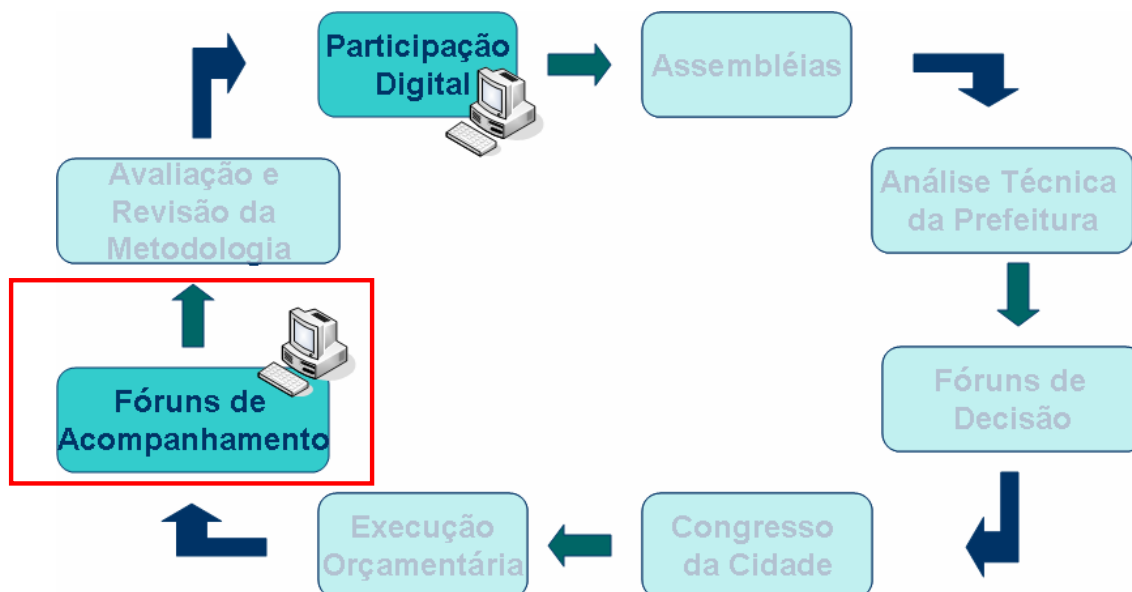 Participação
Digital
Assembléias
Análise Técnica
da Prefeitura
Fóruns de
Decisão
Congresso
da Cidade
Execução
Orçamentária
Fóruns de
Acompanhamento
Avaliação e
Revisão da
Metodologia